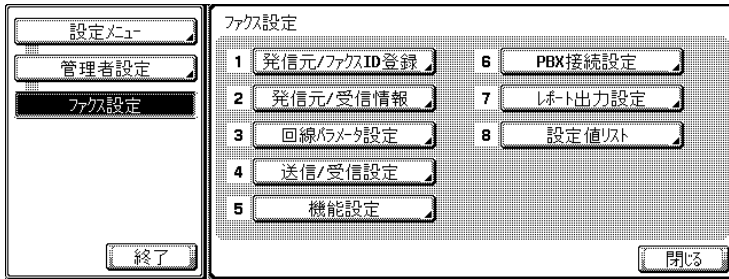 設定メニュー
管理者設定
ファクス設定
終了
ファクス設定
1 発信元/ファクスID登録
2 発信元/受信情報
3 回線パラメータ設定
4 送信/受信設定
5 機能設定
6 PBX接続設定
7 レポート出力設定
8 設定値リスト
閉じる